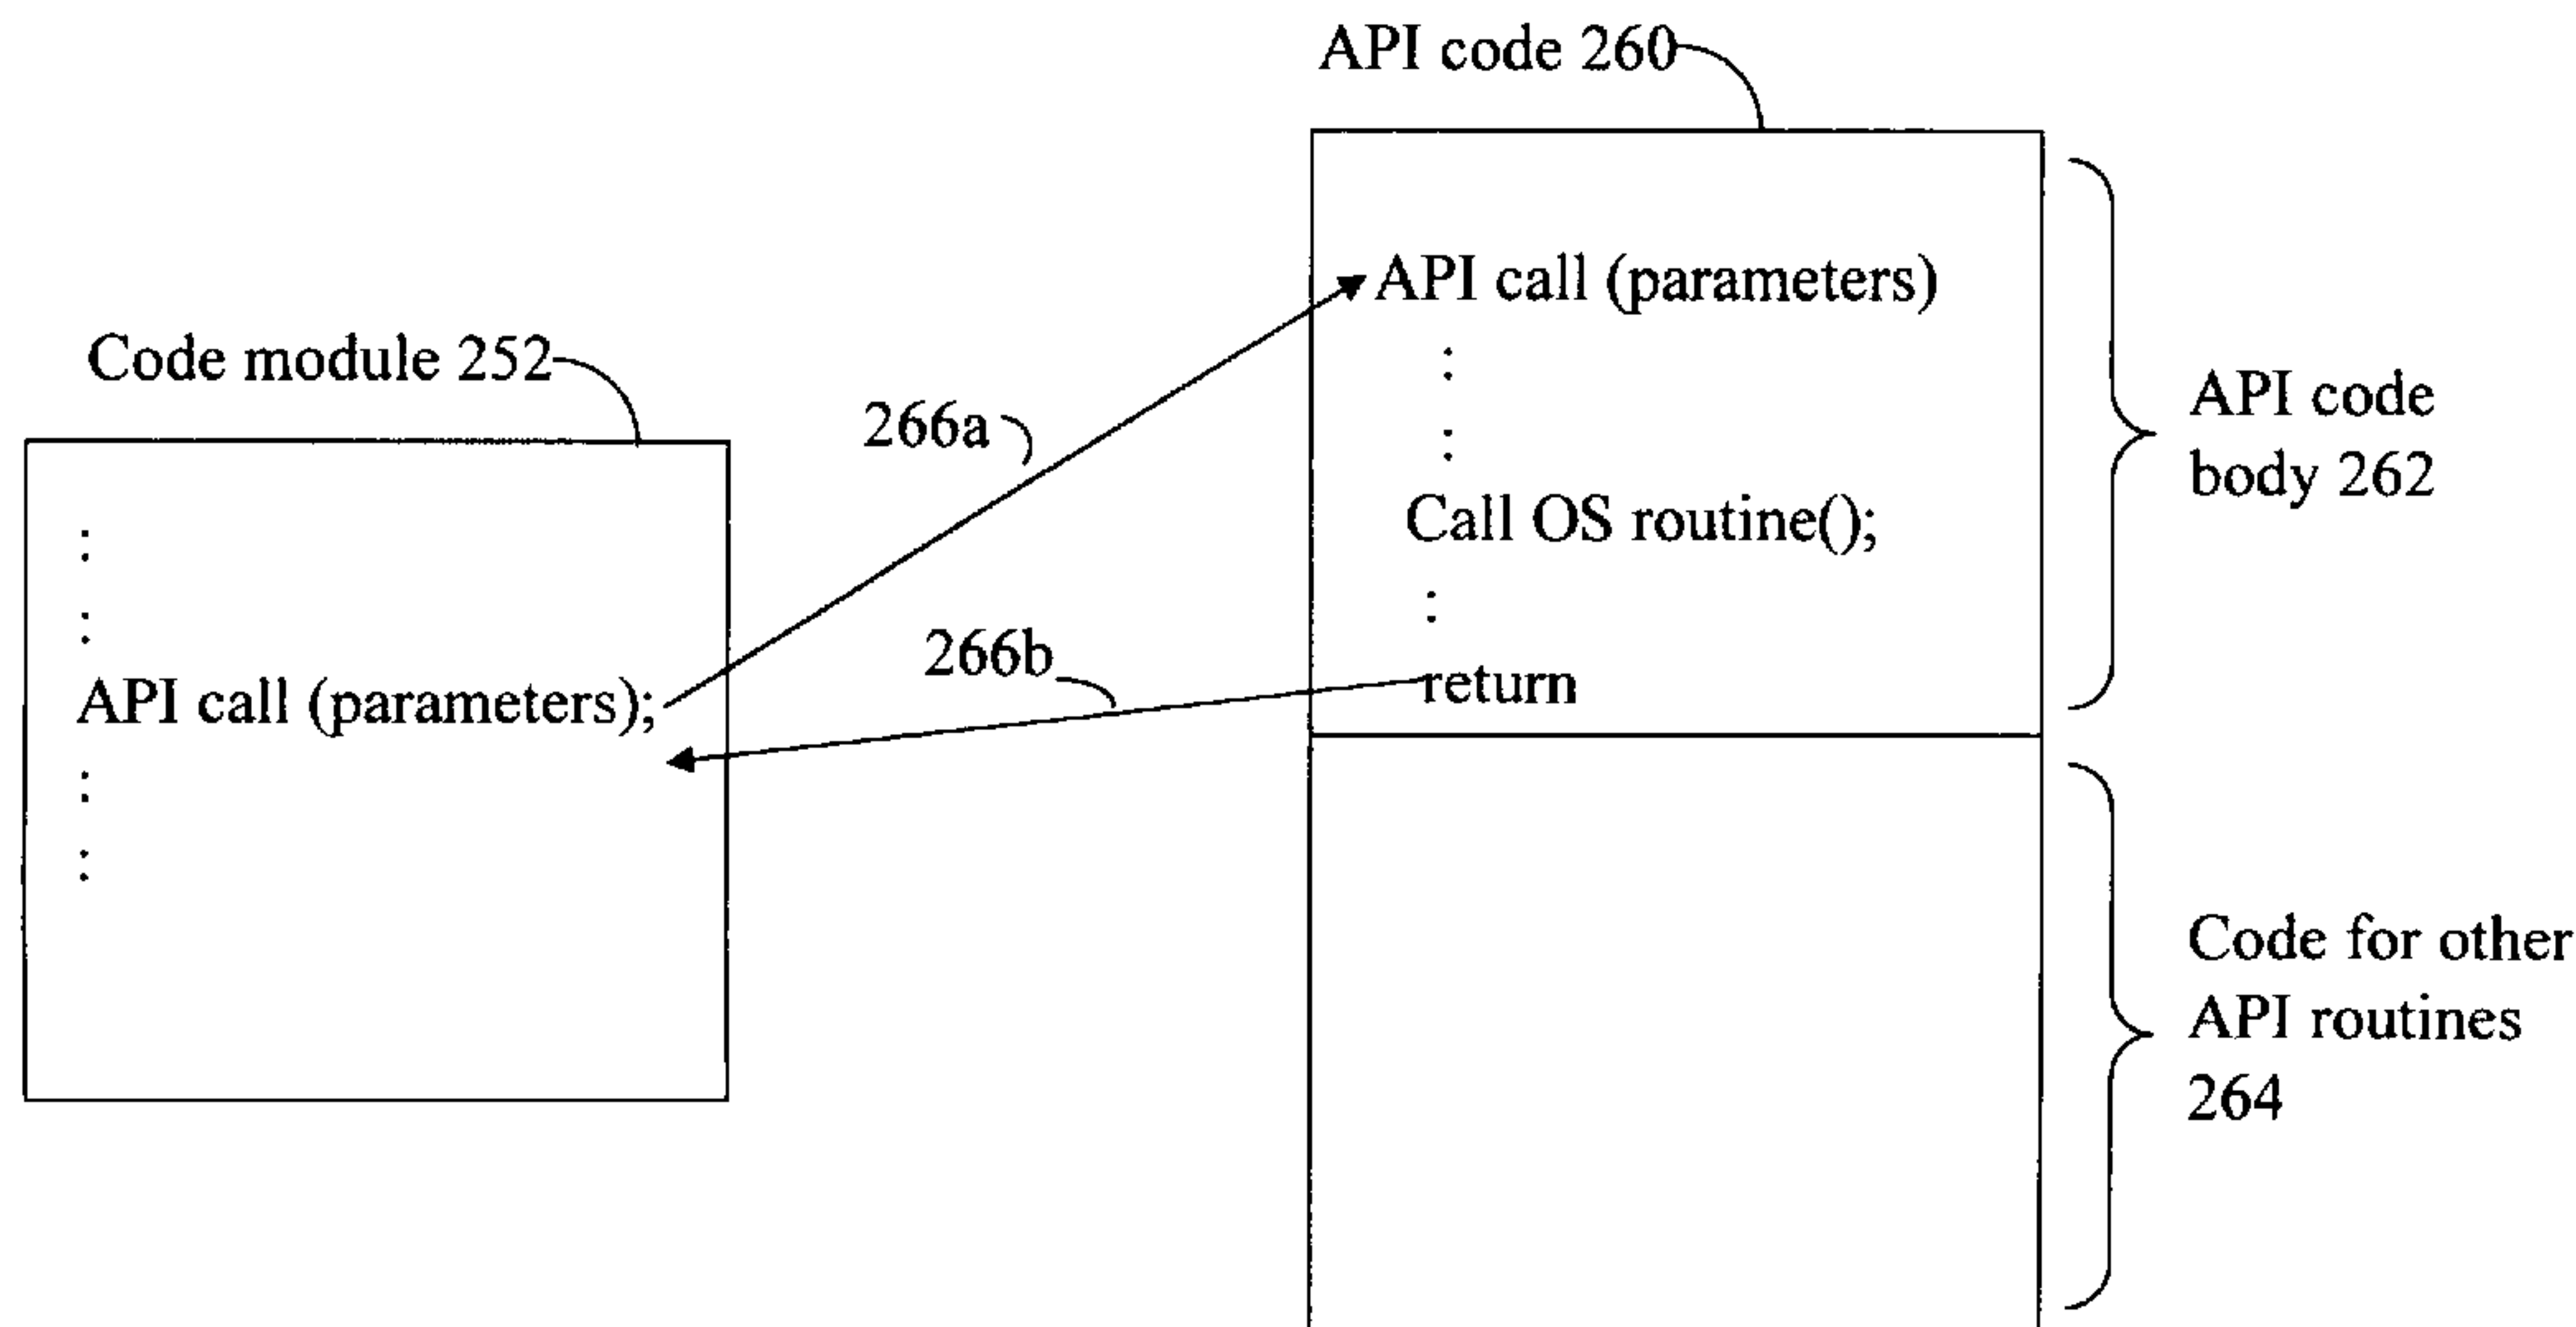 API code 260
Code module 252
:
:
API call (parameters);
:
:
266a
266b
API call (parameters)
:
:
Call OS routine();
:
return
API code
body 262
Code for other
API routines
264